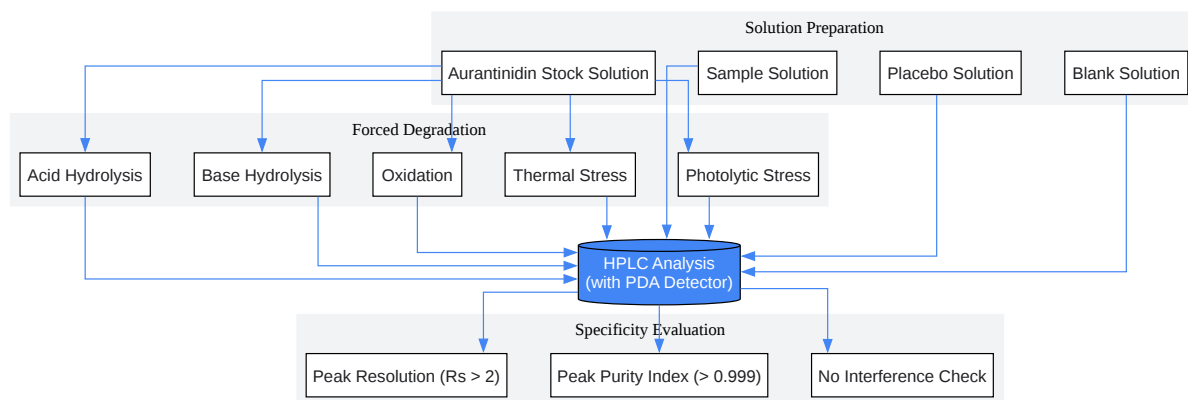 Solution Preparation
Aurantinidin Stock Solution
Sample Solution
Placebo Solution
Blank Solution
Forced Degradation
Acid Hydrolysis
Base Hydrolysis
Oxidation
Thermal Stress
Photolytic Stress
HPLC Analysis
(with PDA Detector)
Specificity Evaluation
Peak Resolution (Rs > 2)
Peak Purity Index (> 0.999)
No Interference Check